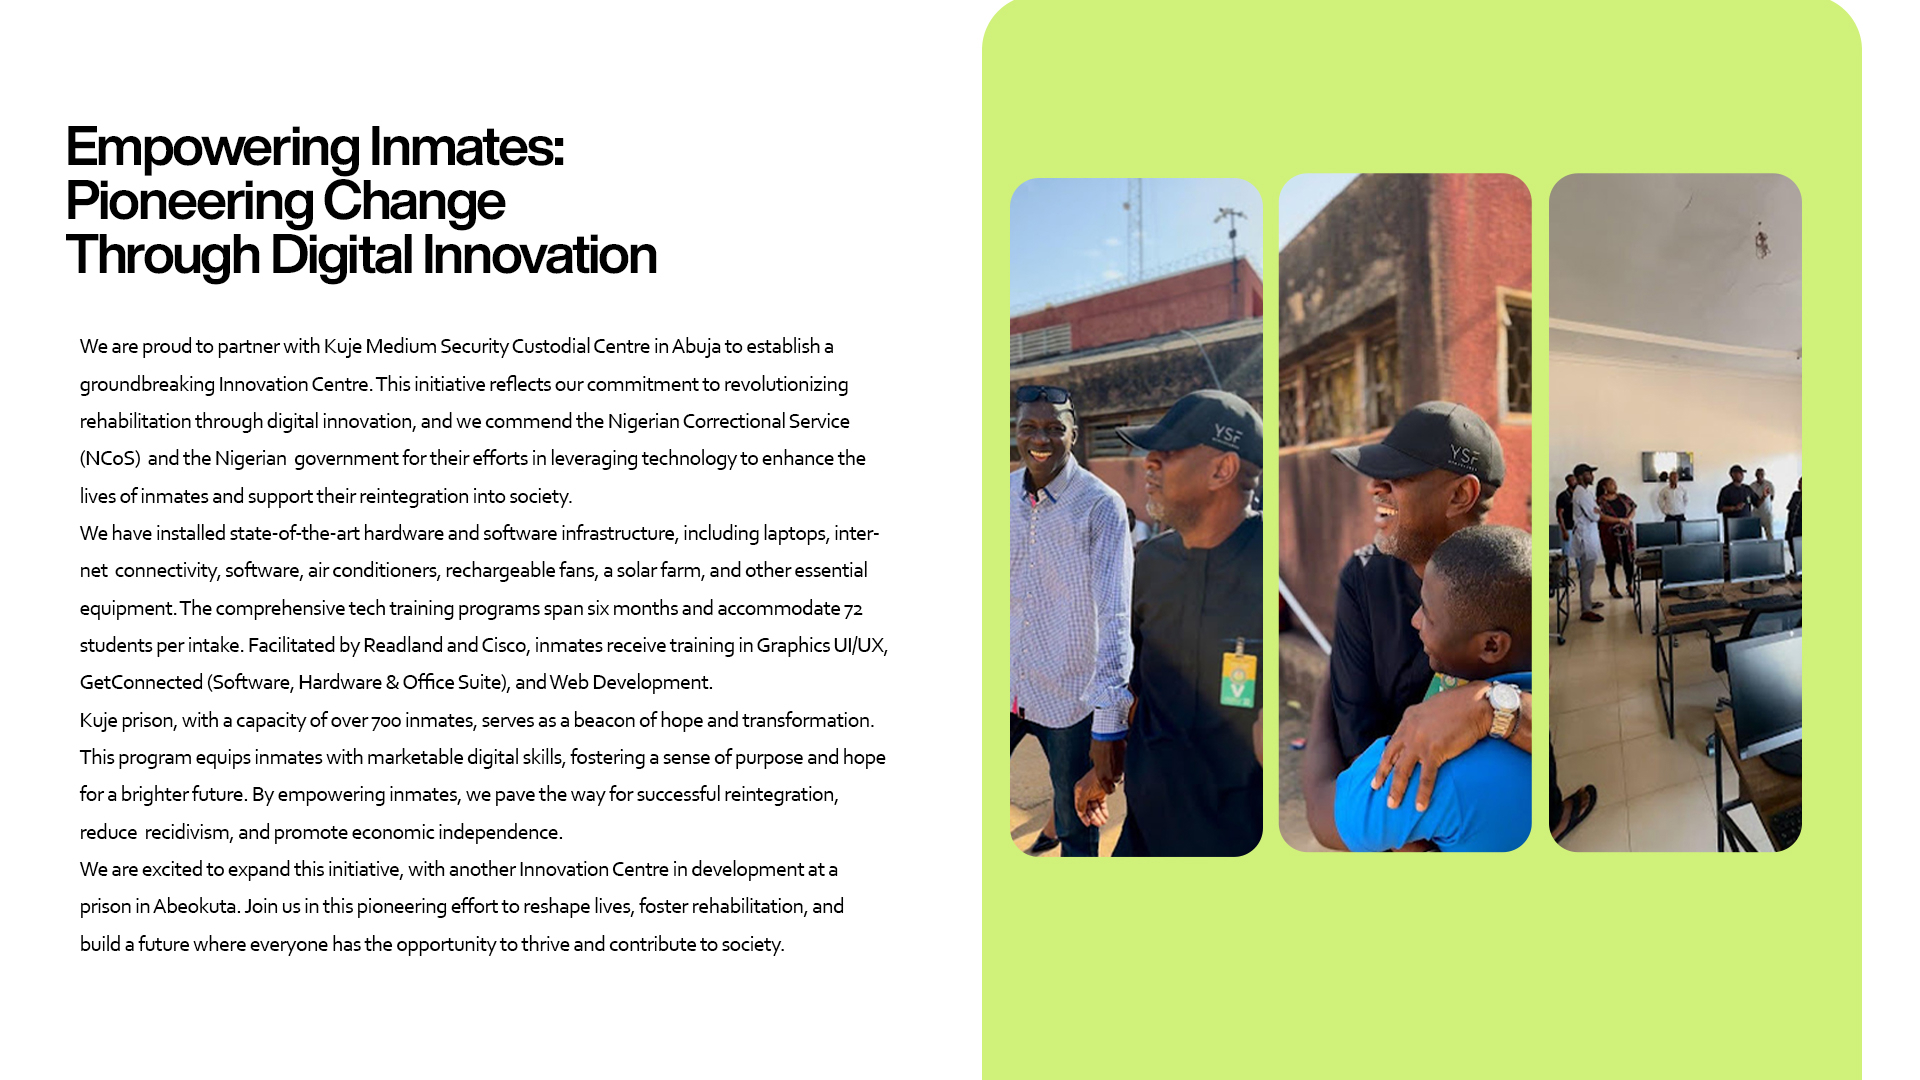 Empowering Inmates:
Pioneering Change
Through Digital Innovation
We are proud to partner with Kuje Medium Security Custodial Centre in Abuja to establish a
groundbreaking Innovation Centre. This initiative reflects our commitment to revolutionizing
rehabilitation through digital innovation, and we commend the Nigerian Correctional Service
(NCoS) and the Nigerian government for their efforts in leveraging technology to enhance the
lives of inmates and support their reintegration into society.
We have installed state-of-the-art hardware and software infrastructure, including laptops, inter-
net connectivity, software, air conditioners, rechargeable fans, a solar farm, and other essential
equipment. The comprehensive tech training programs span six months and accommodate 72
students per intake. Facilitated by Readland and Cisco, inmates receive training in Graphics UI/UX,
GetConnected (Software, Hardware & Office Suite), and Web Development.
Kuje prison, with a capacity of over 700 inmates, serves as a beacon of hope and transformation.
This program equips inmates with marketable digital skills, fostering a sense of purpose and hope
for a brighter future. By empowering inmates, we pave the way for successful reintegration,
reduce recidivism, and promote economic independence.
We are excited to expand this initiative, with another Innovation Centre in development at a
prison in Abeokuta. Join us in this pioneering effort to reshape lives, foster rehabilitation, and
build a future where everyone has the opportunity to thrive and contribute to society.
YSF
V
YSF